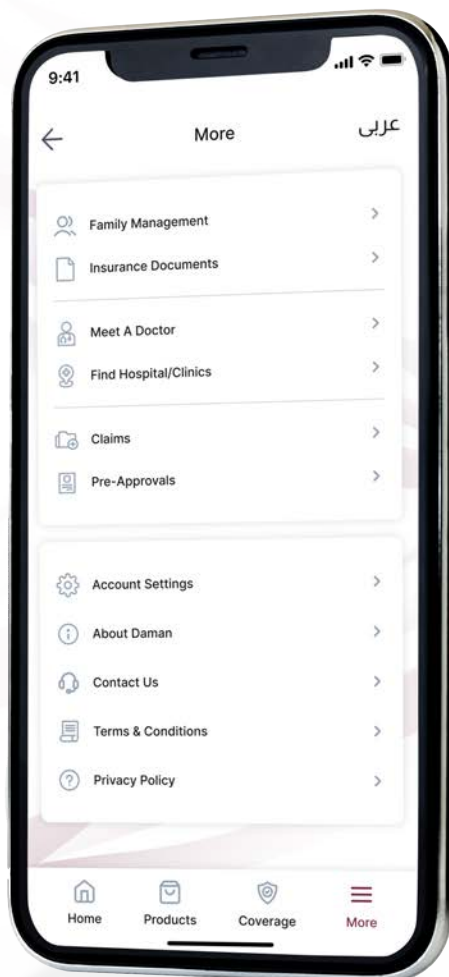 9:41
More
عربى
Family Management
Insurance Documents
Meet A Doctor
Find Hospital/Clinics
Claims
Pre-Approvals
Account Settings
About Daman
Contact Us
Terms & Conditions
Privacy Policy
Home
Products
Coverage
More